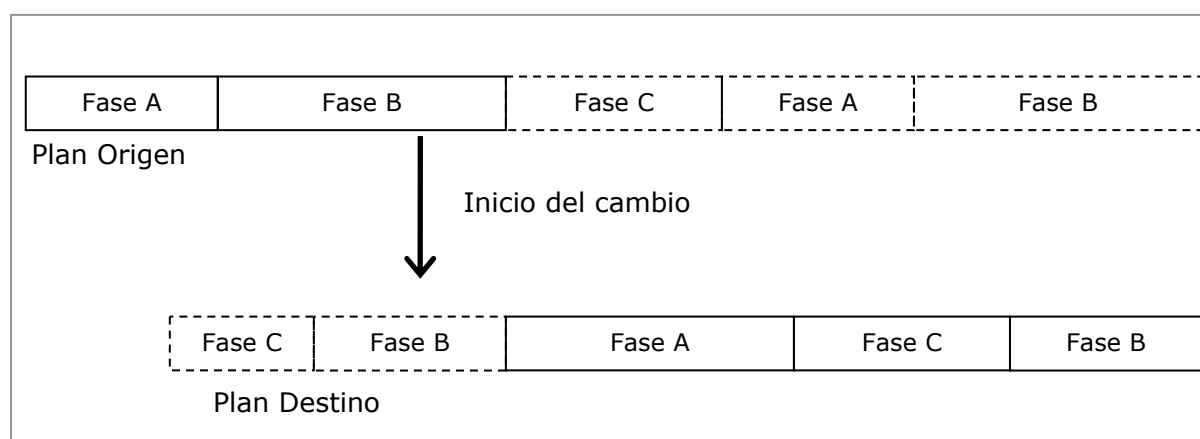 Fase A Fase B Fase C Fase A Fase B
Plan Origen
Inicio del cambio
Fase C Fase B Fase A Fase C Fase B
Plan Destino